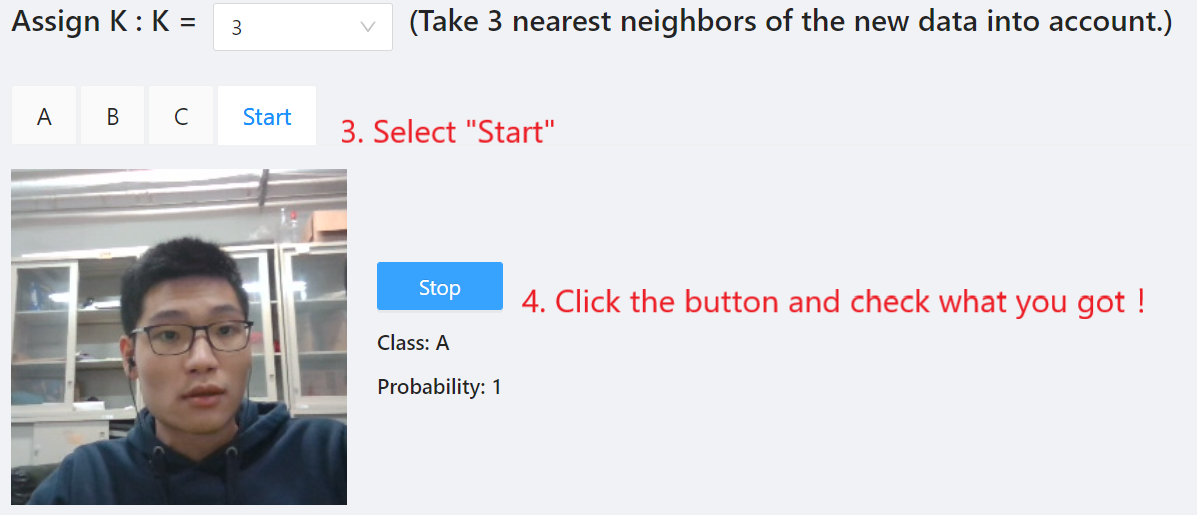 Assign K : K = 3 (Take 3 nearest neighbors of the new data into account.)
A B C Start
3. Select "Start"
Stop
4. Click the button and check what you got !
Class: A
Probability: 1